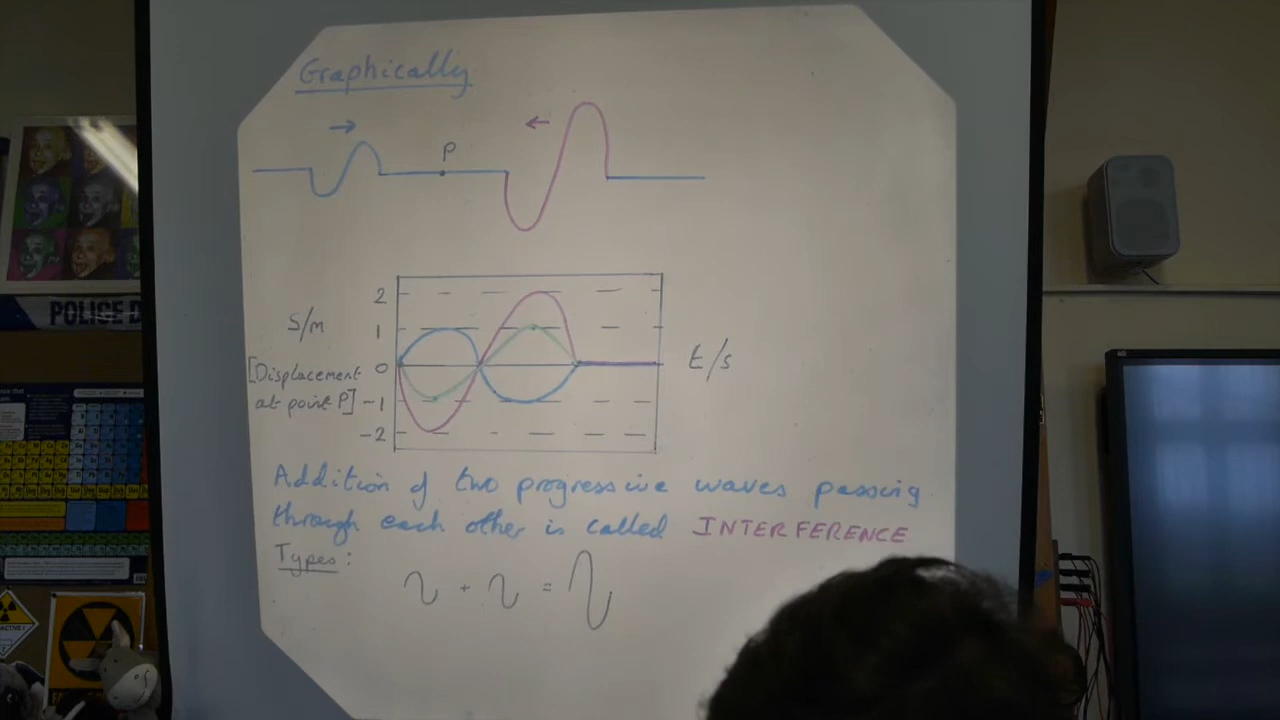 Graphically
P
2
S/m
1
0
t/s
[Displacement
at point P]
-1
-2
Addition of two progressive waves passing
through each other is called INTERFERENCE
Types:
+ =
POLICE D